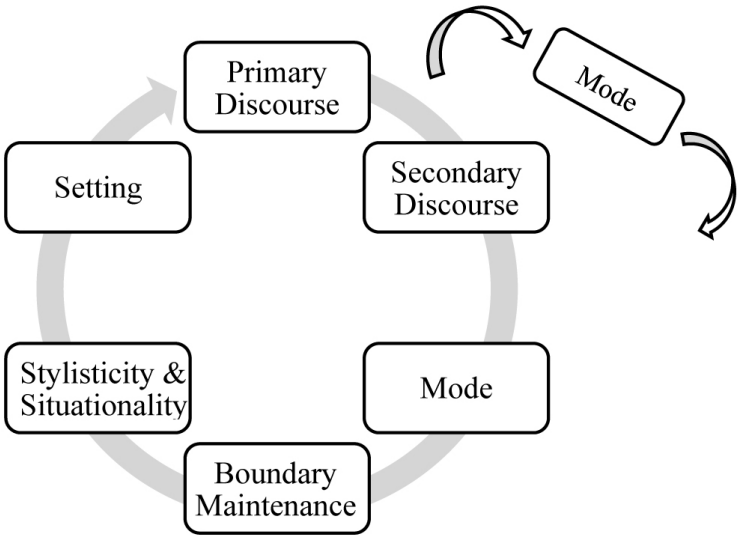 Primary
Discourse
Mode
Secondary
Discourse
Setting
Mode
Stylisticity &
Situationality
Boundary
Maintenance